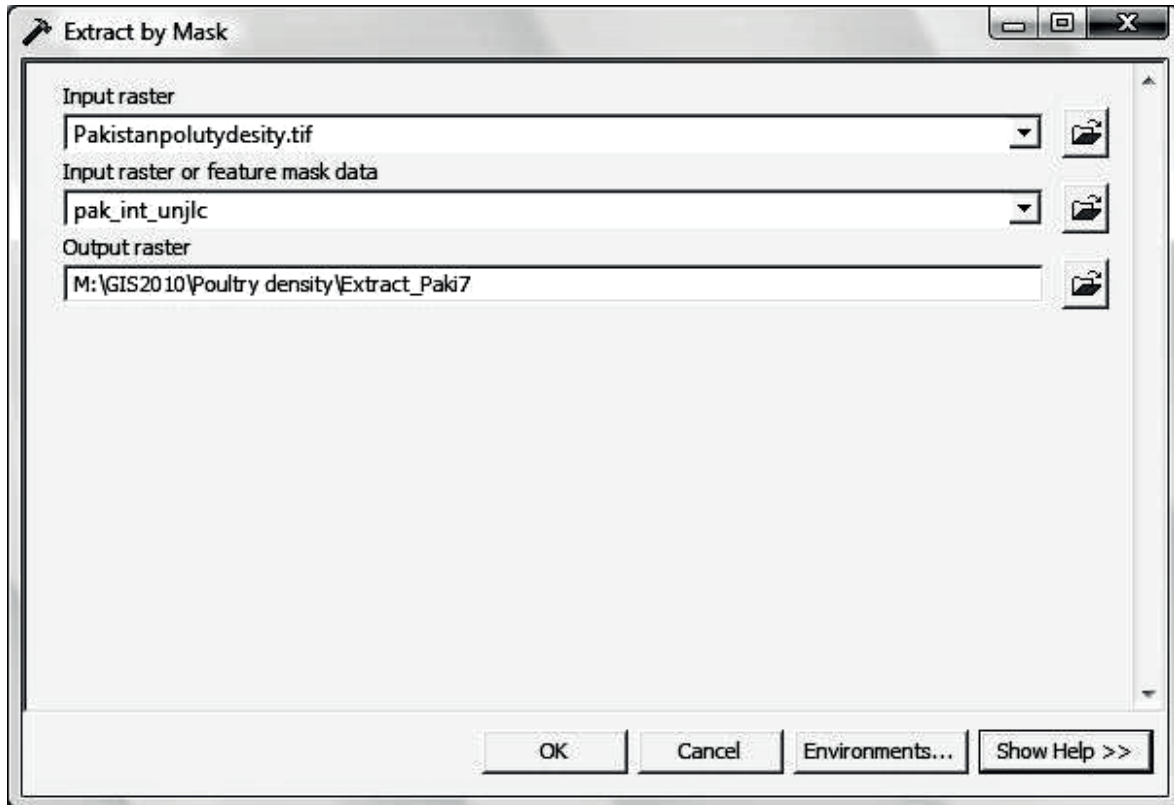 Extract by Mask
Input raster
Pakistanpolutydesity.tif
Input raster or feature mask data
pak_int_unjlc
Output raster
M:\GIS2010\Poultry density\Extract_Paki7
OK Cancel Environments... Show Help >>